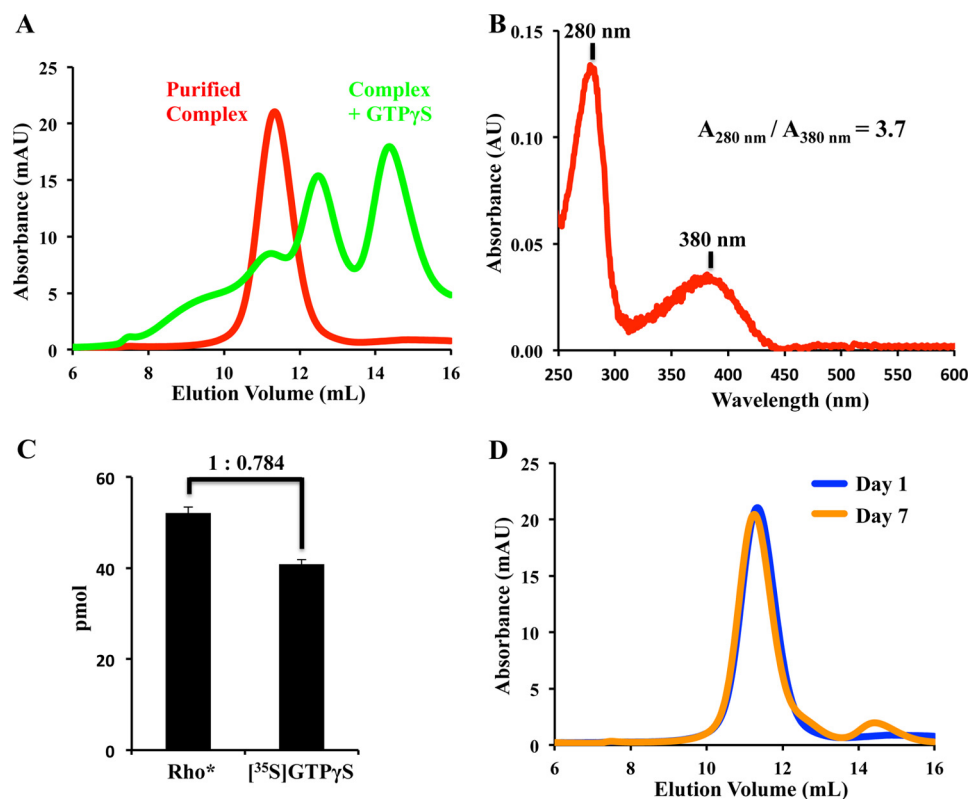 A
25
20
15
10
5
0
Absorbance (mAU)
Purified
Complex
Complex
+ GTPγS
6 8 10 12 14 16
Elution Volume (mL)
B
0.15
0.10
0.05
0.00
Absorbance (AU)
280 nm
A280 nm / A380 nm = 3.7
380 nm
250 300 350 400 450 500 550 600
Wavelength (nm)
C
1 : 0.784
60
40
20
0
pmol
Rho* [35S]GTPγS
D
25
20
15
10
5
0
Absorbance (mAU)
Day 1
Day 7
6 8 10 12 14 16
Elution Volume (mL)